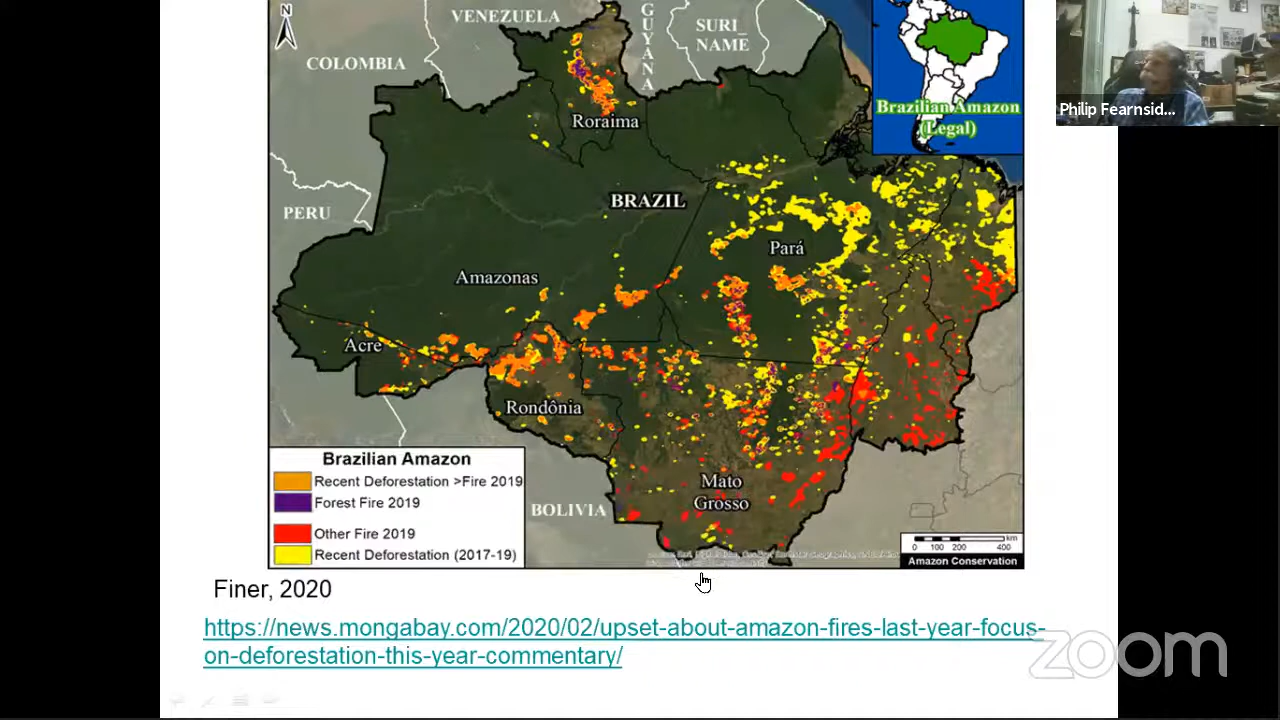 N
VENEZUELA
GUYANA
SURI_
NAME
COLOMBIA
Roraima
Brazilian Amazon
(Legal)
Philip Fearnsid...
PERU
BRAZIL
Pará
Amazonas
Acre
Rondônia
Mato
Grosso
BOLIVIA
Brazilian Amazon
Recent Deforestation >Fire 2019
Forest Fire 2019
Other Fire 2019
Recent Deforestation (2017-19)
km
0 100 200 400
Amazon Conservation
Finer, 2020
https://news.mongabay.com/2020/02/upset-about-amazon-fires-last-year-focus-
on-deforestation-this-year-commentary/
zoom